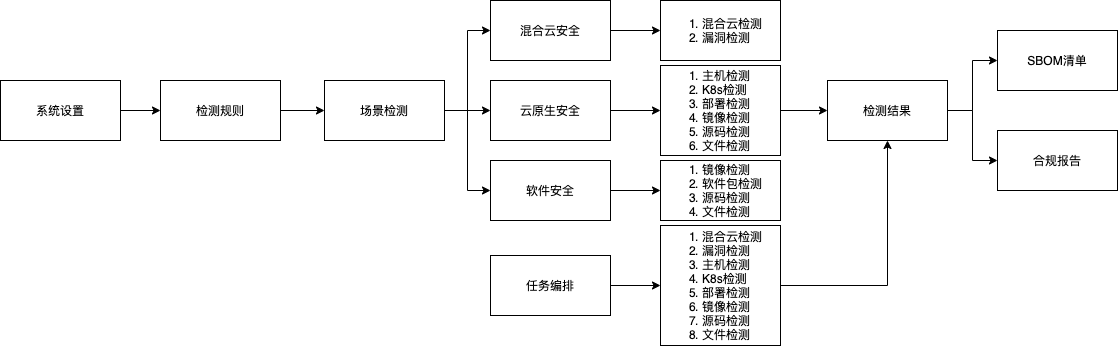 系统设置
检测规则
场景检测
混合云安全
1. 混合云检测
2. 漏洞检测
云原生安全
1. 主机检测
2. K8s检测
3. 部署检测
4. 镜像检测
5. 源码检测
6. 文件检测
软件安全
1. 镜像检测
2. 软件包检测
3. 源码检测
4. 文件检测
任务编排
1. 混合云检测
2. 漏洞检测
3. 主机检测
4. K8s检测
5. 部署检测
6. 镜像检测
7. 源码检测
8. 文件检测
检测结果
SBOM清单
合规报告